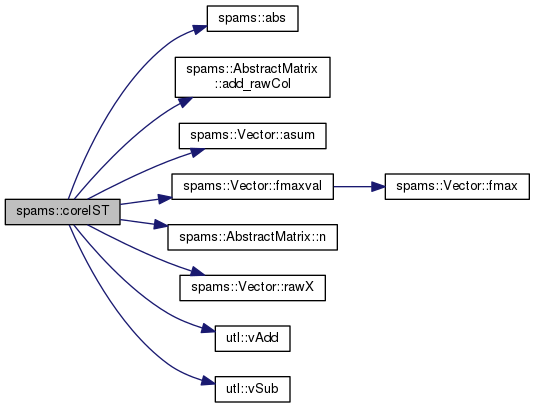 spams::abs
spams::AbstractMatrix
::add_rawCol
spams::Vector::asum
spams::Vector::fmaxval
spams::Vector::fmax
spams::coreIST
spams::AbstractMatrix::n
spams::Vector::rawX
utl::vAdd
utl::vSub